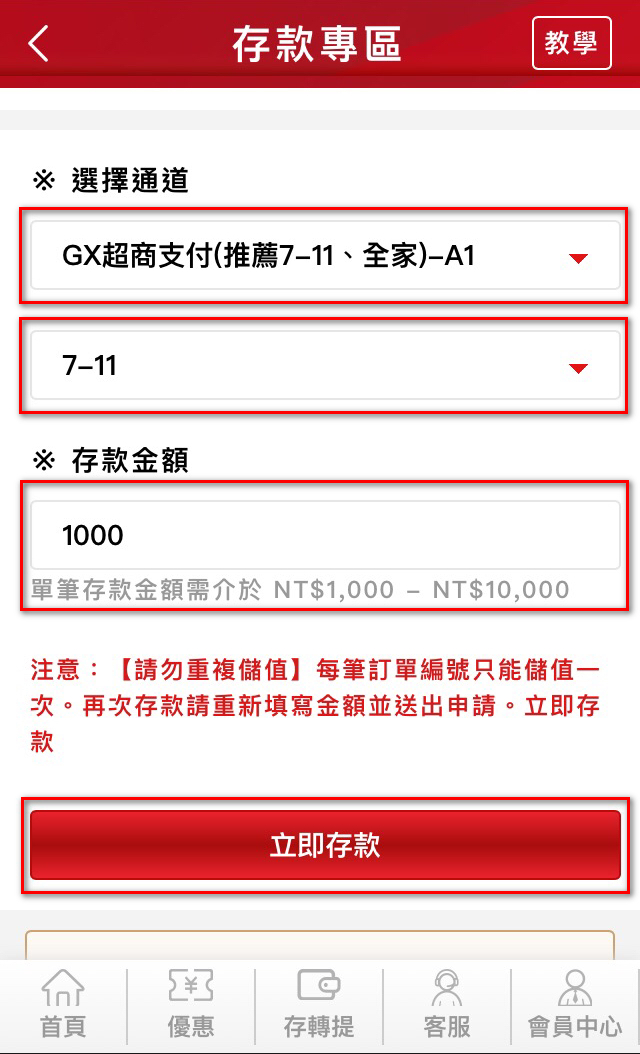 存款專區
教學
※ 選擇通道
GX超商支付(推薦7-11、全家)-A1
7-11
※ 存款金額
1000
單筆存款金額需介於 NT$1,000 - NT$10,000
注意：【請勿重複儲值】每筆訂單編號只能儲值一
次。再次存款請重新填寫金額並送出申請。立即存
款
立即存款
首頁
優惠
存轉提
客服
會員中心